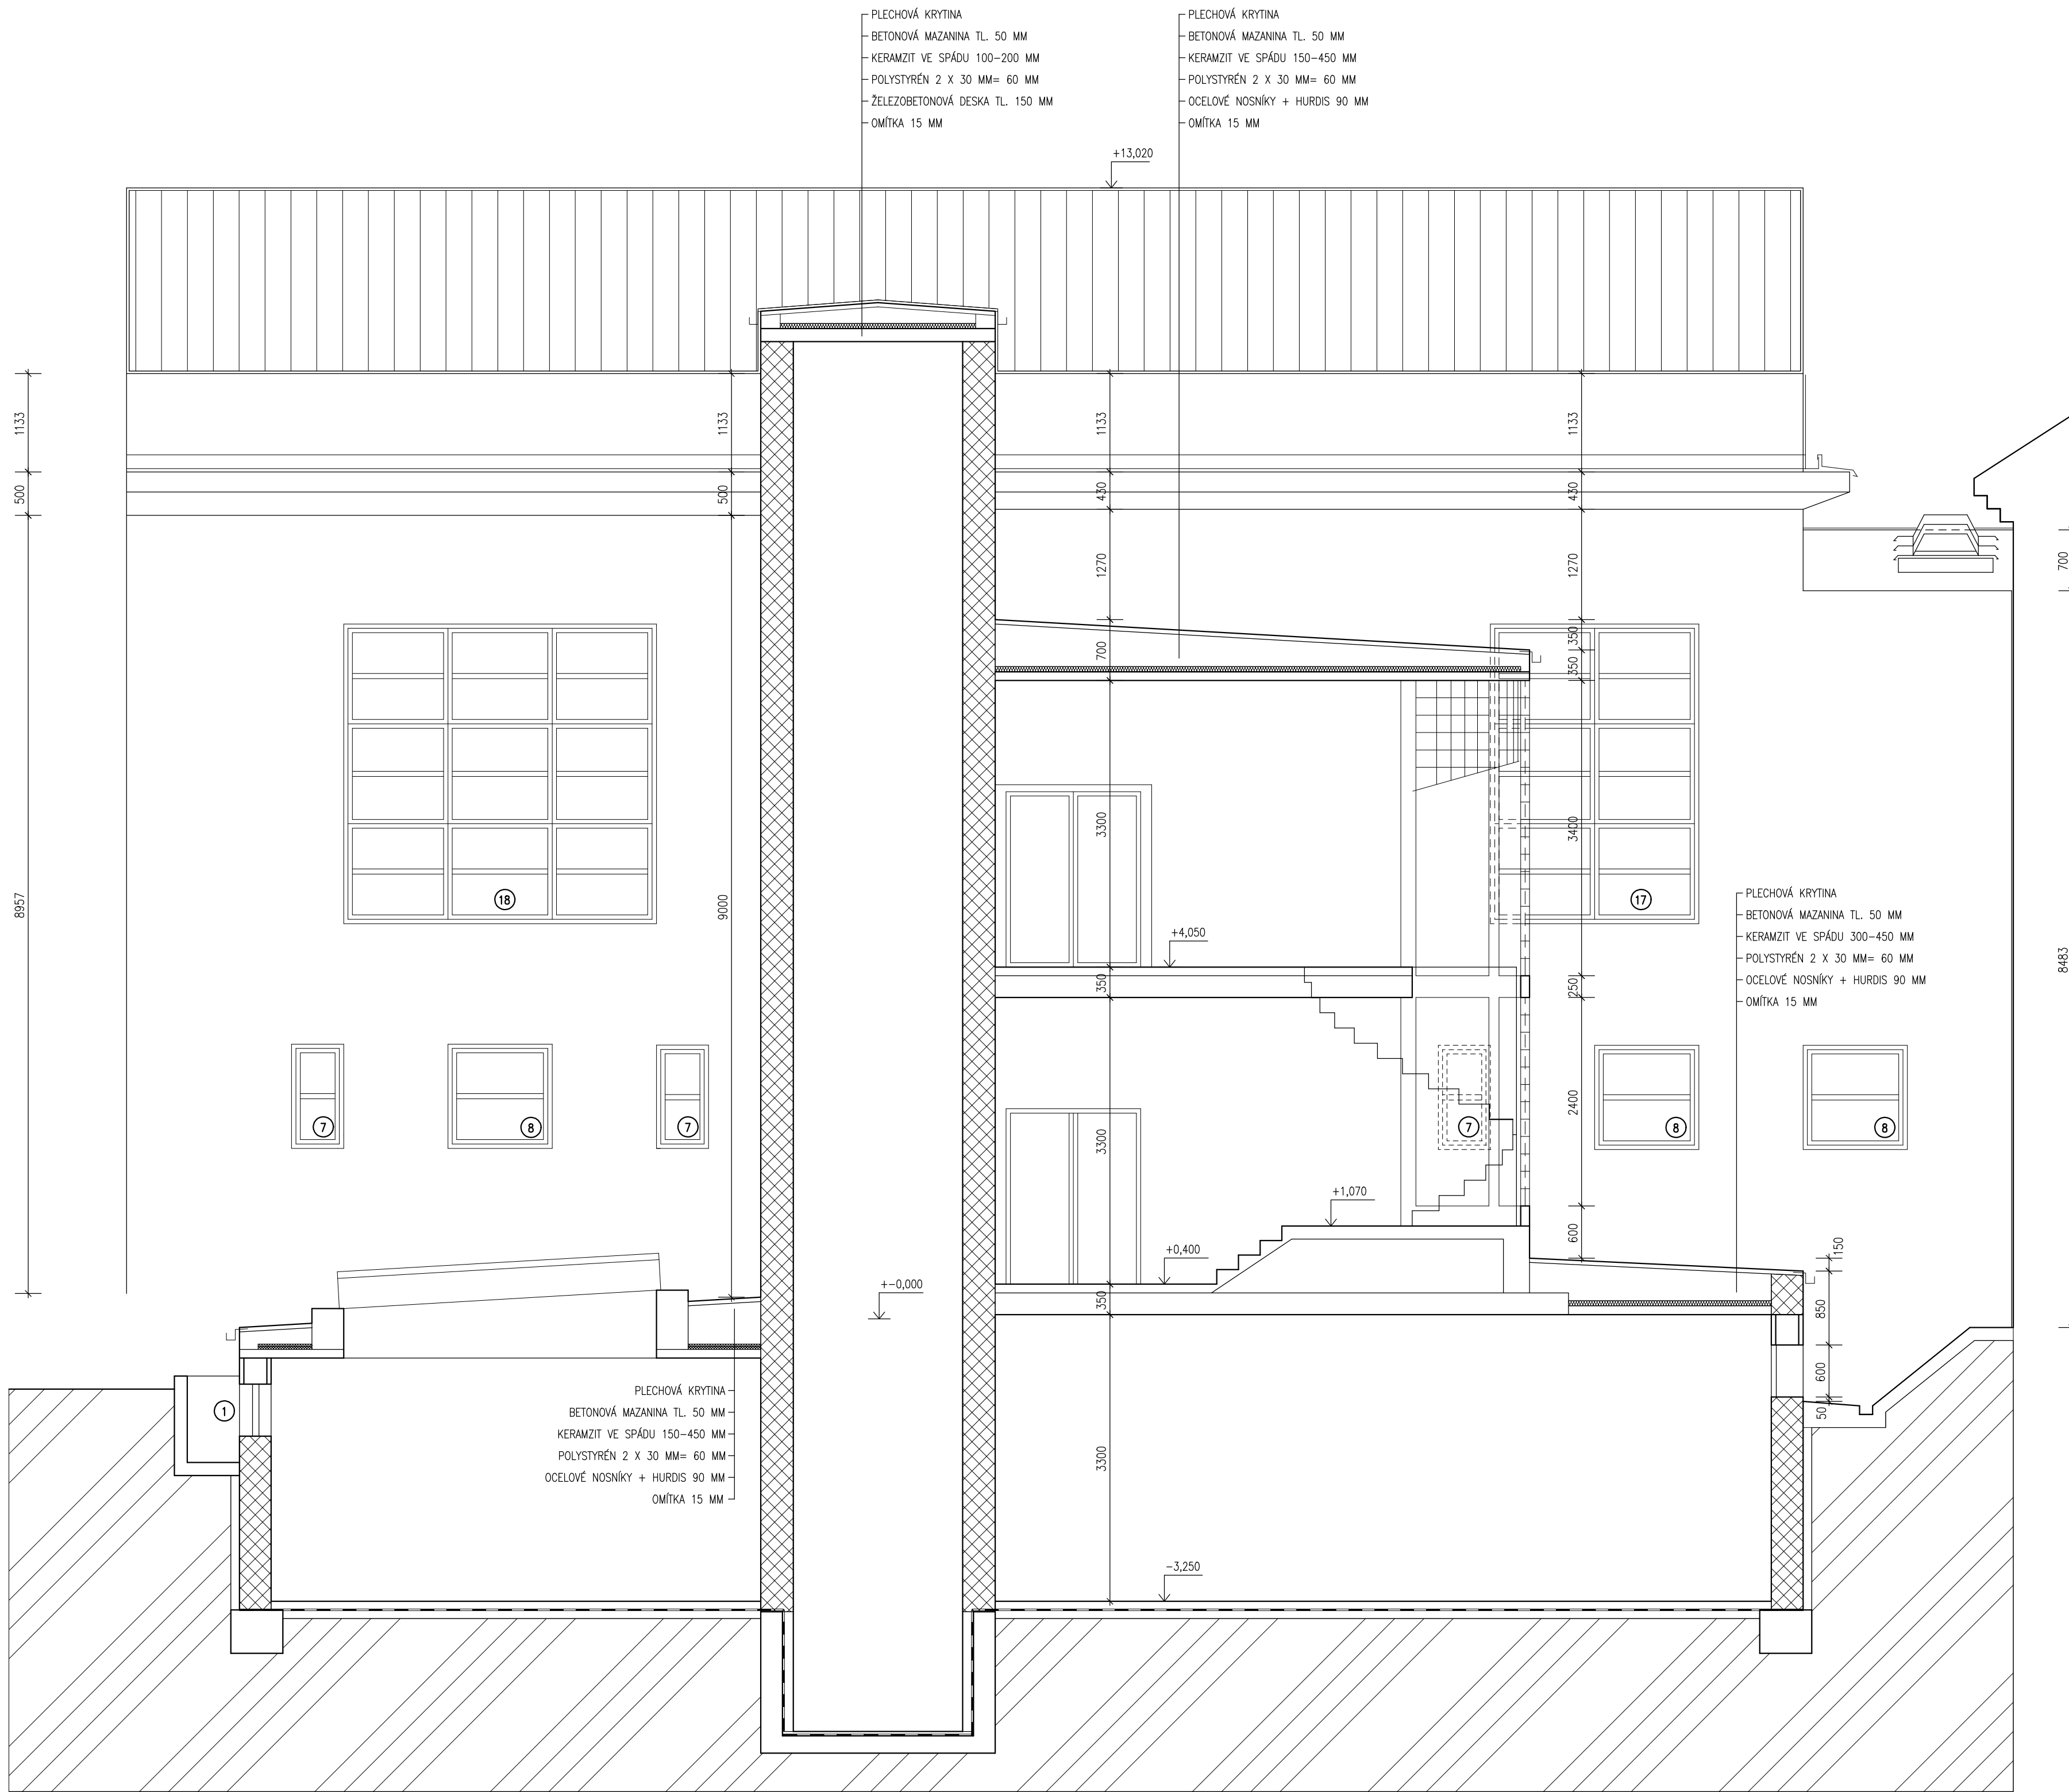 PLECHOVÁ KRYTINA
BETONOVÁ MAZANINA TL. 50 MM
KERAMZIT VE SPÁDU 100-200 MM
POLYSTYRÉN 2 X 30 MM= 60 MM
ŽELEZOBETONOVÁ DESKA TL. 150 MM
OMÍTKA 15 MM
PLECHOVÁ KRYTINA
BETONOVÁ MAZANINA TL. 50 MM
KERAMZIT VE SPÁDU 150-450 MM
POLYSTYRÉN 2 X 30 MM= 60 MM
OCELOVÉ NOSNÍKY + HURDIS 90 MM
OMÍTKA 15 MM
+13,020
1133
500
8957
1133
500
9000
1133
430
1270
700
3300
350
3300
350
3300
1133
430
1270
350
350
3400
250
2400
600
150
850
600
50
700
8483
18
17
7
8
7
7
8
8
1
+4,050
+1,070
+0,400
+-0,000
-3,250
PLECHOVÁ KRYTINA
BETONOVÁ MAZANINA TL. 50 MM
KERAMZIT VE SPÁDU 300-450 MM
POLYSTYRÉN 2 X 30 MM= 60 MM
OCELOVÉ NOSNÍKY + HURDIS 90 MM
OMÍTKA 15 MM
PLECHOVÁ KRYTINA
BETONOVÁ MAZANINA TL. 50 MM
KERAMZIT VE SPÁDU 150-450 MM
POLYSTYRÉN 2 X 30 MM= 60 MM
OCELOVÉ NOSNÍKY + HURDIS 90 MM
OMÍTKA 15 MM